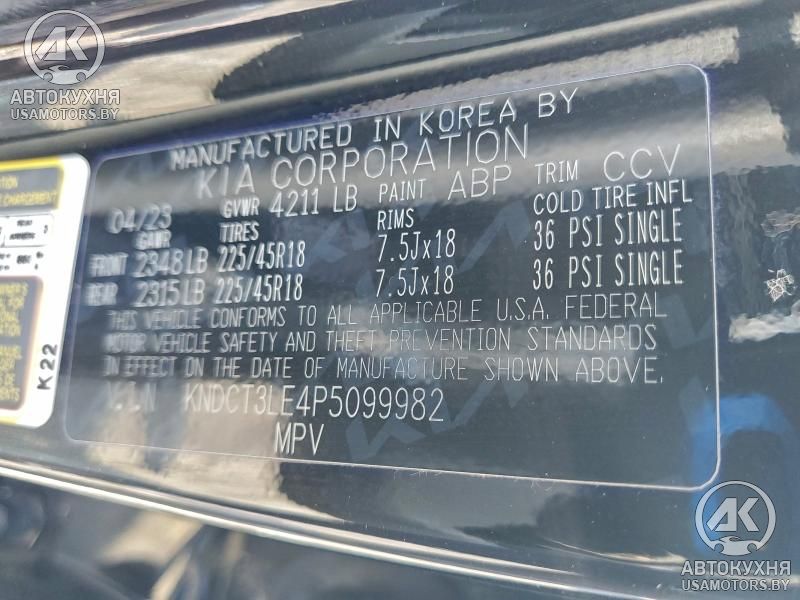 АВТОКУХНЯ
USAMOTORS.BY
MANUFACTURED IN KOREA BY
KIA CORPORATION
04/23 GVWR 4211 LB PAINT ABP TRIM CCV
GAWR TIRES RIMS COLD TIRE INFL
FRONT 2348 LB 225/45R18 7.5Jx18 36 PSI SINGLE
REAR 2315 LB 225/45R18 7.5Jx18 36 PSI SINGLE
THIS VEHICLE CONFORMS TO ALL APPLICABLE U.S.A. FEDERAL
MOTOR VEHICLE SAFETY AND THEFT PREVENTION STANDARDS
IN EFFECT ON THE DATE OF MANUFACTURE SHOWN ABOVE.
V.I.N KNDCT3LE4P5099982
MPV
K22
АК
АВТОКУХНЯ
USAMOTORS.BY